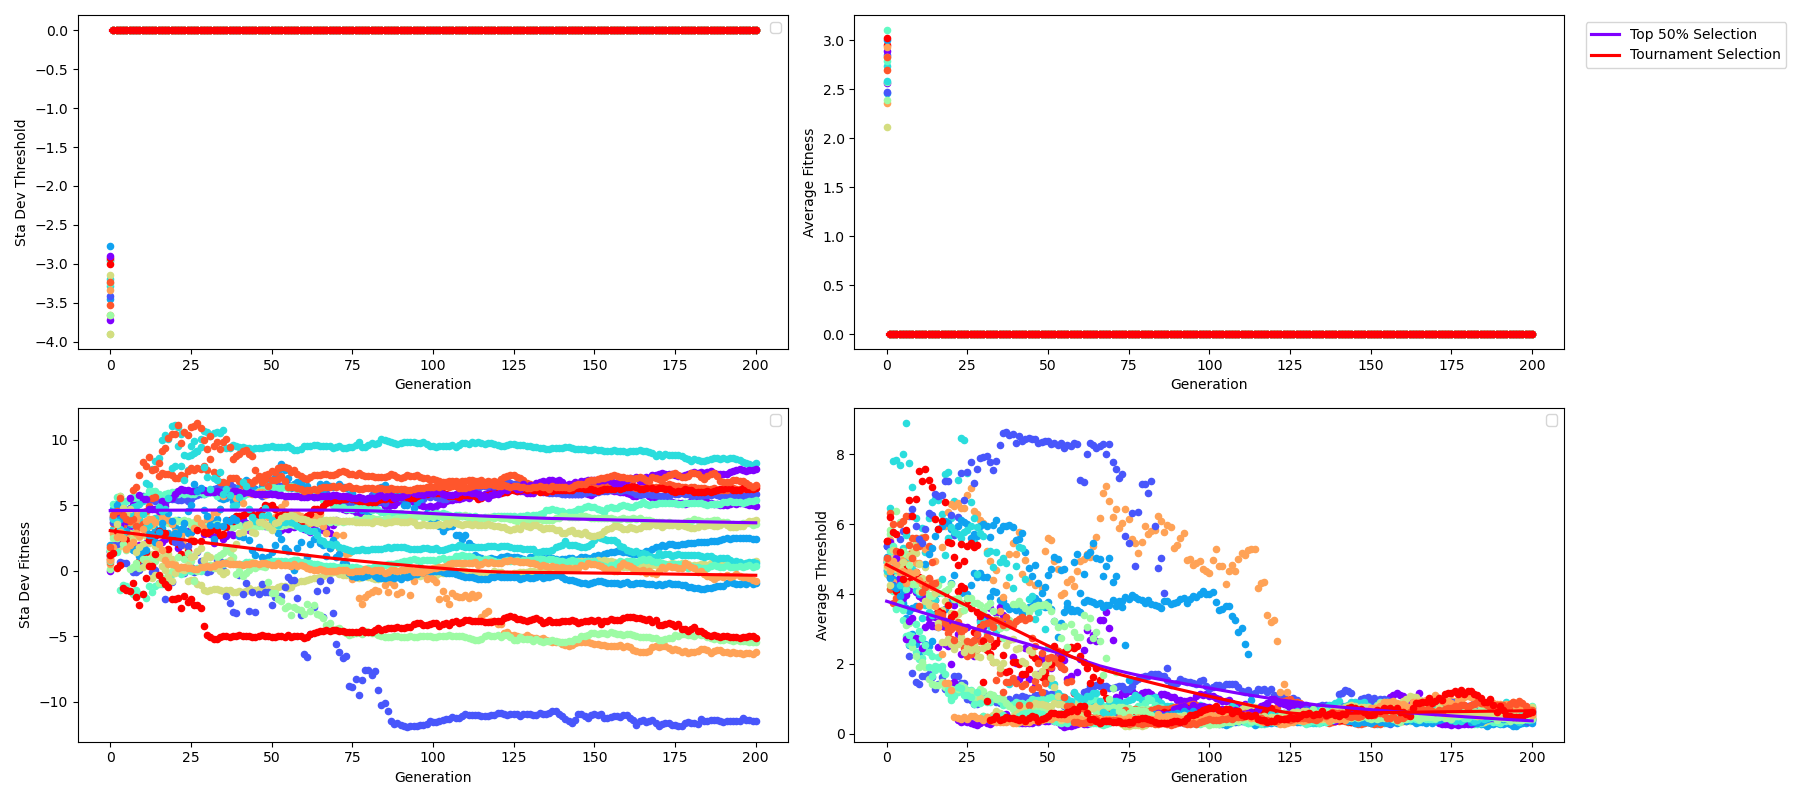 Sta Dev Threshold
0.0
−0.5
−1.0
−1.5
−2.0
−2.5
−3.0
−3.5
−4.0
0 25 50 75 100 125 150 175 200
Generation
Average Fitness
3.0
2.5
2.0
1.5
1.0
0.5
0.0
0 25 50 75 100 125 150 175 200
Generation
Top 50% Selection
Tournament Selection
Sta Dev Fitness
10
5
0
−5
−10
0 25 50 75 100 125 150 175 200
Generation
Average Threshold
8
6
4
2
0
0 25 50 75 100 125 150 175 200
Generation